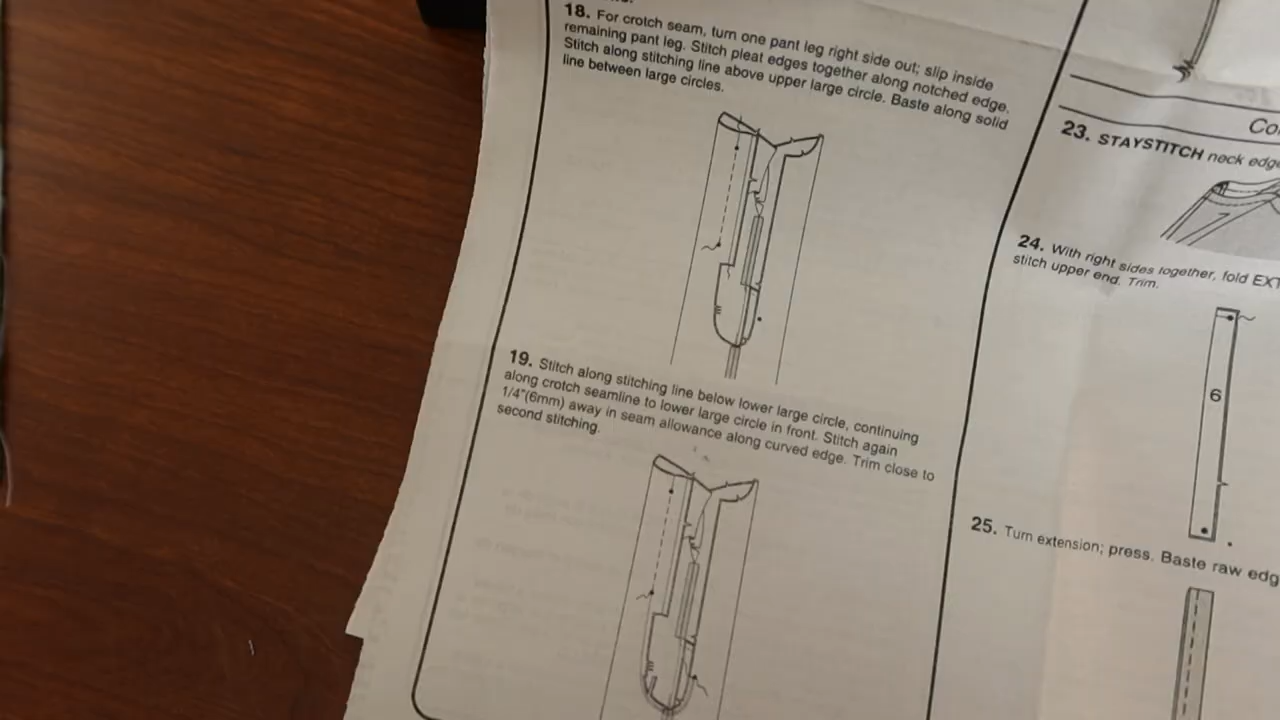 18. For crotch seam, turn one pant leg right side out; slip inside
remaining pant leg. Stitch pleat edges together along notched edge.
Stitch along stitching line above upper large circle. Baste along solid
line between large circles.
19. Stitch along stitching line below lower large circle, continuing
along crotch seamline to lower large circle in front. Stitch again
1/4"(6mm) away in seam allowance along curved edge. Trim close to
second stitching.
Co
23. STAYSTITCH neck edg
24. With right sides together, fold EXT
stitch upper end. Trim.
6
25. Turn extension; press. Baste raw edg